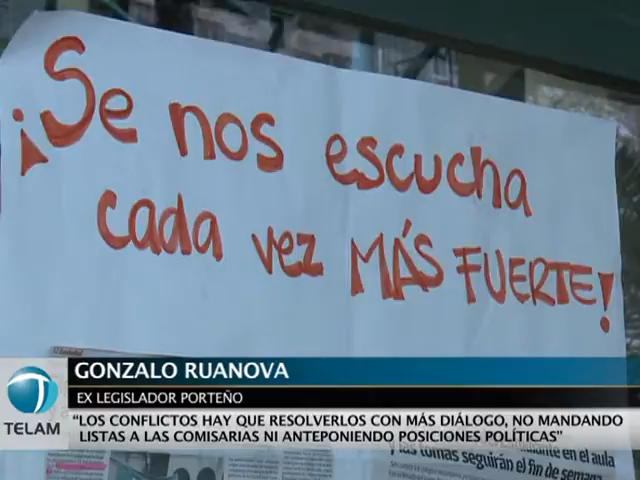 ¡Se nos escucha
cada vez MÁS FUERTE!
GONZALO RUANOVA
EX LEGISLADOR PORTEÑO
TELAM
“LOS CONFLICTOS HAY QUE RESOLVERLOS CON MÁS DIÁLOGO, NO MANDANDO
LISTAS A LAS COMISARIAS NI ANTEPONIENDO POSICIONES POLÍTICAS”
en el aula
las tomas seguirán el fin de semana